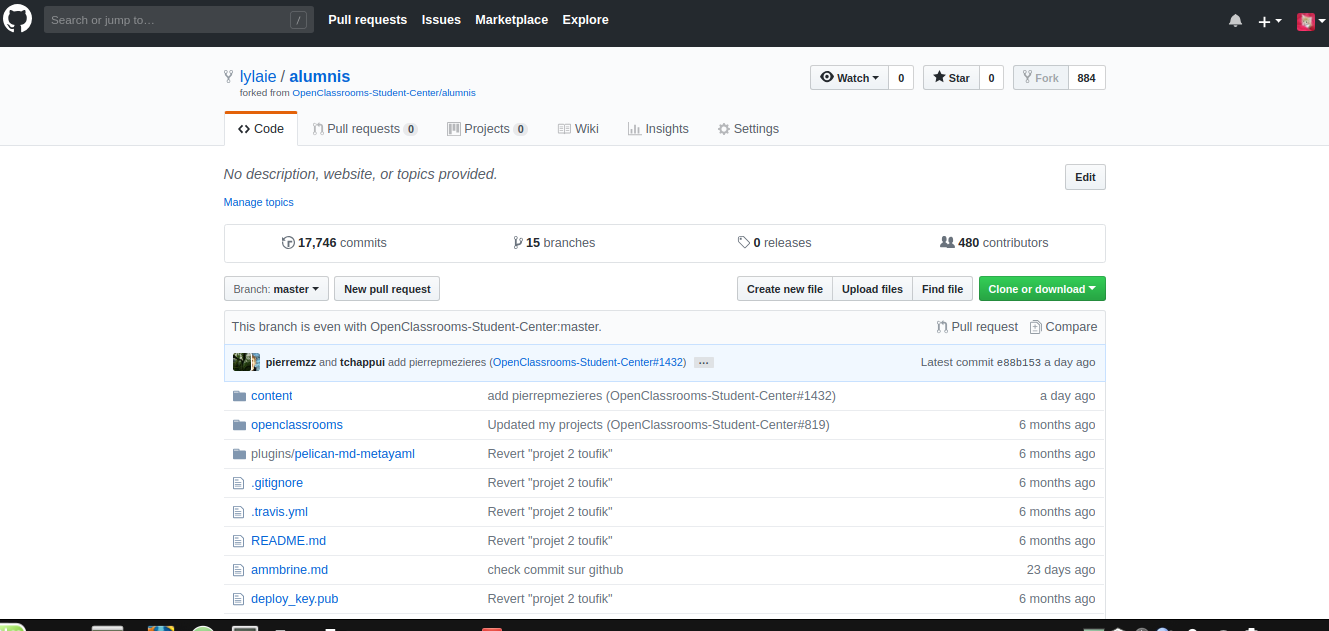 Search or jump to… /
Pull requests Issues Marketplace Explore
lylaie / alumnis
Watch 0 Star 0 Fork 884
forked from OpenClassrooms-Student-Center/alumnis
Code Pull requests 0 Projects 0 Wiki Insights Settings
No description, website, or topics provided. Edit
Manage topics
17,746 commits 15 branches 0 releases 480 contributors
Branch: master New pull request Create new file Upload files Find file Clone or download
This branch is even with OpenClassrooms-Student-Center:master. Pull request Compare
pierremzz and tchappui add pierrepmezieres (OpenClassrooms-Student-Center#1432) … Latest commit e88b153 a day ago
content add pierrepmezieres (OpenClassrooms-Student-Center#1432) a day ago
openclassrooms Updated my projects (OpenClassrooms-Student-Center#819) 6 months ago
plugins/pelican-md-metayaml Revert "projet 2 toufik" 6 months ago
.gitignore Revert "projet 2 toufik" 6 months ago
.travis.yml Revert "projet 2 toufik" 6 months ago
README.md Revert "projet 2 toufik" 6 months ago
ammbrine.md check commit sur github 23 days ago
deploy_key.pub Revert "projet 2 toufik" 6 months ago